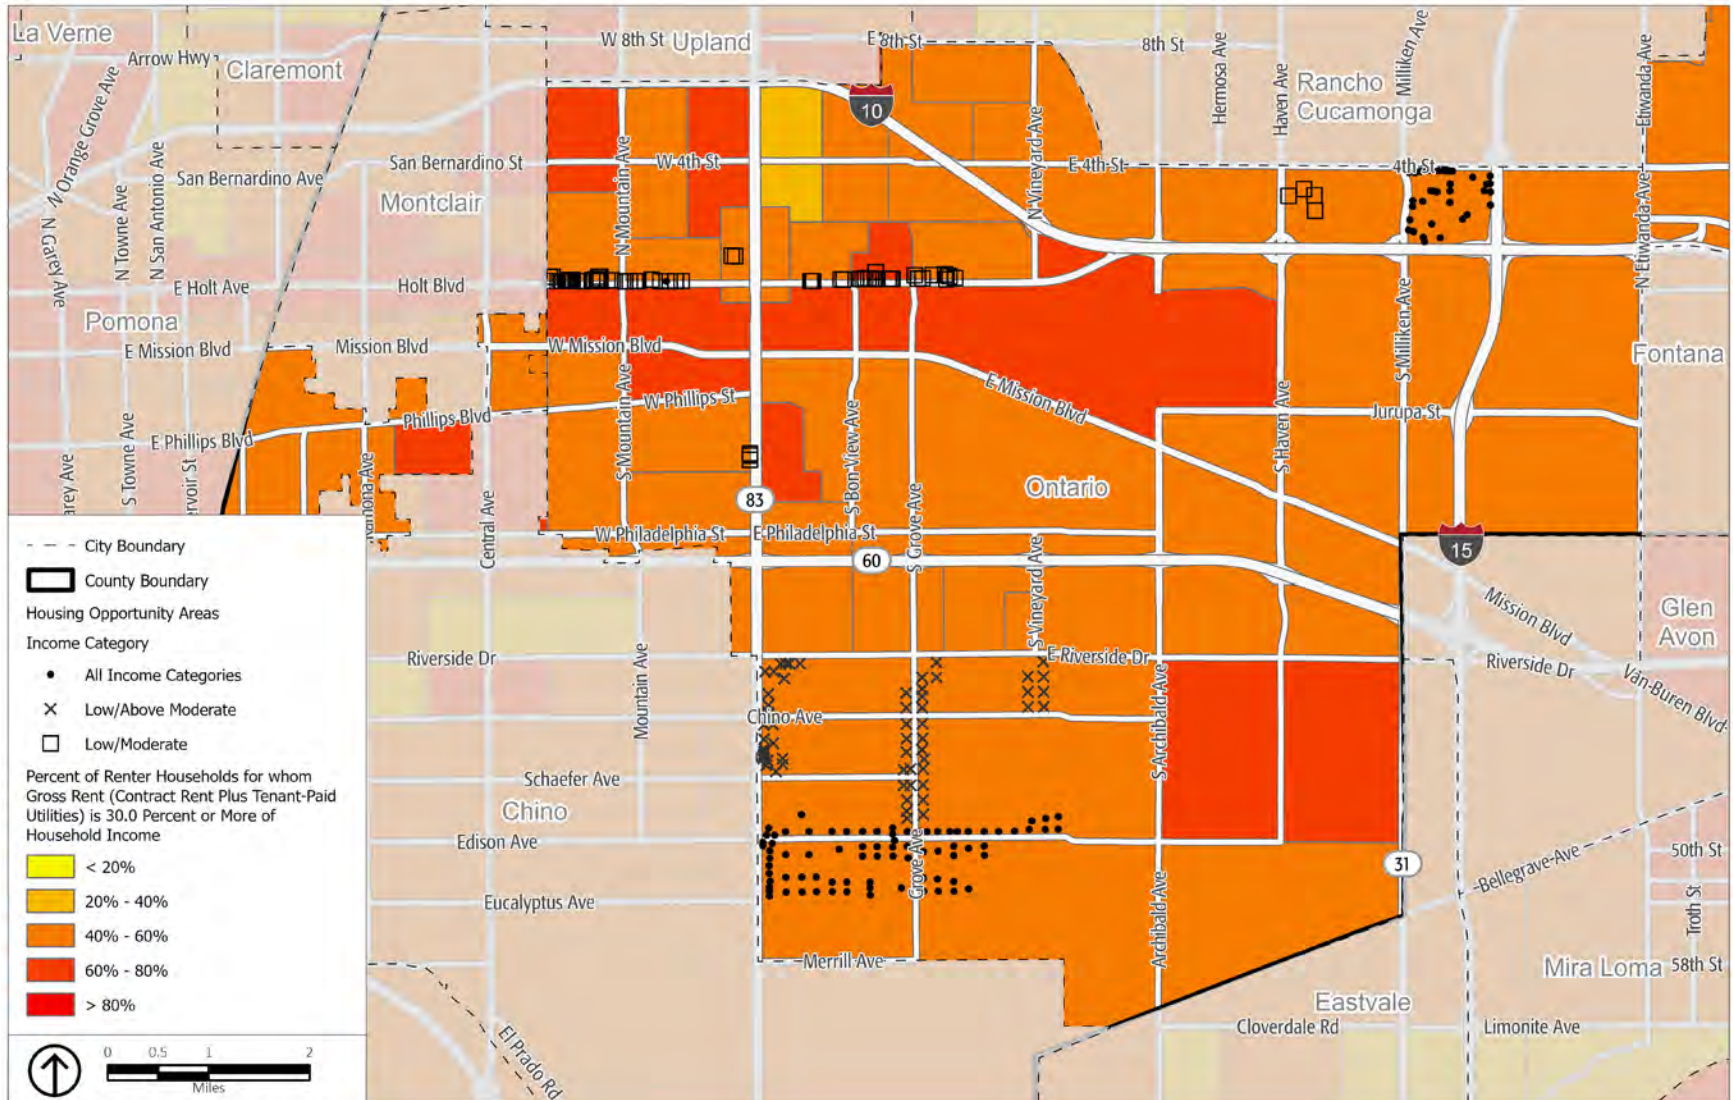 La Verne
Arrow Hwy
Claremont
W 8th St
Upland
E 8th St
8th St
Hermosa Ave
Haven Ave
Milliken Ave
Etiwanda Ave
Rancho
Cucamonga
10
N Orange Grove Ave
San Bernardino St
San Bernardino Ave
N Mountain Ave
W 4th St
N Vineyard Ave
E 4th St
4th St
N Garey Ave
N Towne Ave
N San Antonio Ave
Montclair
N Etiwanda Ave
E Holt Ave
Holt Blvd
Pomona
E Mission Blvd
Mission Blvd
W Mission Blvd
E Mission Blvd
S Milliken Ave
Fontana
Phillips Blvd
W Phillips St
E Phillips Blvd
S Mountain Ave
S Bon View Ave
S Grove Ave
S Haven Ave
Jurupa St
S Towne Ave
Central Ave
Ontario
83
W Philadelphia St
E Philadelphia St
60
15
S Vineyard Ave
Mission Blvd
Glen
Avon
Riverside Dr
E Riverside Dr
Riverside Dr
Van Buren Blvd
Mountain Ave
Chino Ave
S Archibald Ave
Schaefer Ave
Chino
Edison Ave
Grove Ave
31
50th St
Bellegrave Ave
Eucalyptus Ave
Archibald Ave
Troth St
Merrill Ave
Mira Loma
58th St
Eastvale
Cloverdale Rd
Limonite Ave
El Prado Rd
City Boundary
County Boundary
Housing Opportunity Areas
Income Category
All Income Categories
Low/Above Moderate
Low/Moderate
Percent of Renter Households for whom
Gross Rent (Contract Rent Plus Tenant-Paid
Utilities) is 30.0 Percent or More of
Household Income
< 20%
20% - 40%
40% - 60%
60% - 80%
> 80%
0 0.5 1 2
Miles